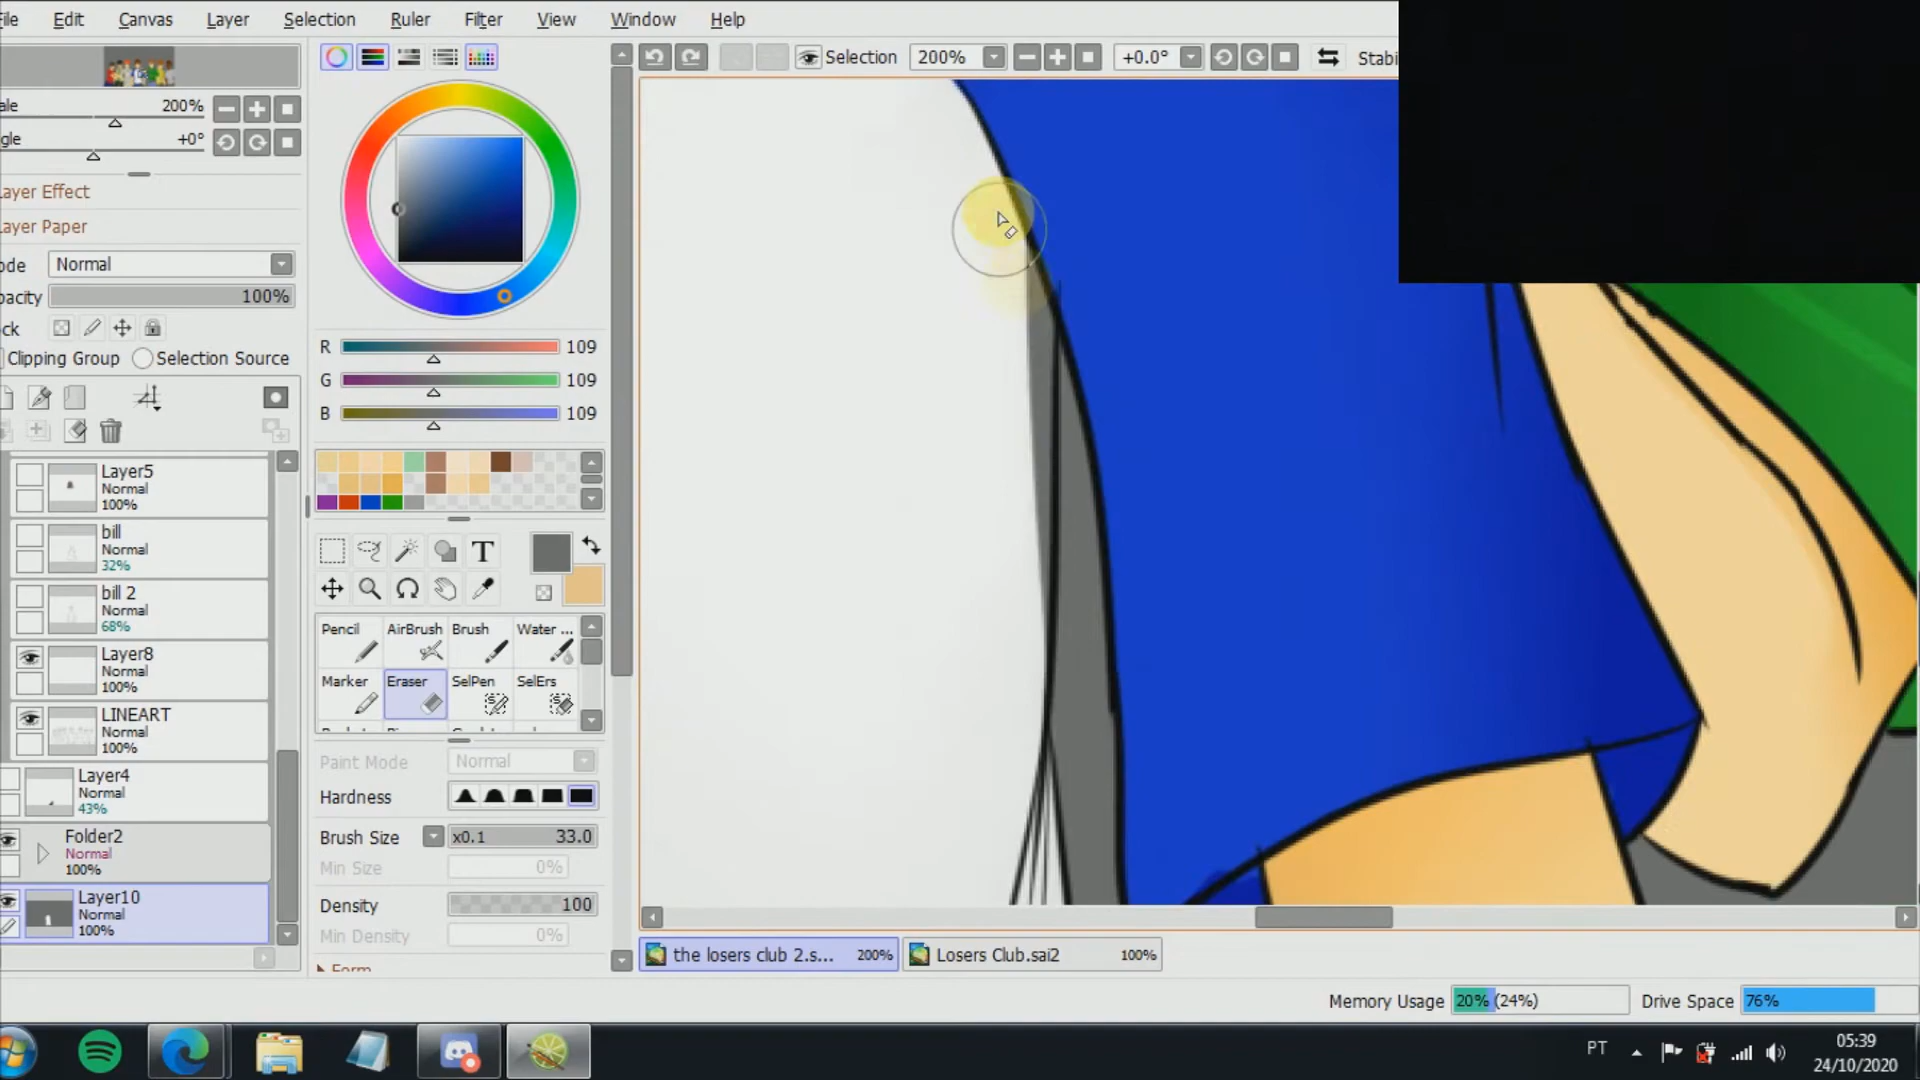 File Edit Canvas Layer Selection Ruler Filter View Window Help
Selection 200% +0.0° Stabi
ale 200%
gle +0°
ayer Effect
ayer Paper
ode Normal
pacity 100%
ck
Clipping Group Selection Source
Layer5
Normal
100%
bill
Normal
32%
bill 2
Normal
68%
Layer8
Normal
100%
LINEART
Normal
100%
Layer4
Normal
43%
Folder2
Normal
100%
Layer10
Normal
100%
R 109
G 109
B 109
T
Pencil AirBrush Brush Water ...
Marker Eraser SelPen SelErs
Paint Mode Normal
Hardness
Brush Size x0.1 33.0
Min Size 0%
Density 100
Min Density 0%
Form
the losers club 2.s... 200% Losers Club.sai2 100%
Memory Usage 20% (24%) Drive Space 76%
PT 05:39
24/10/2020